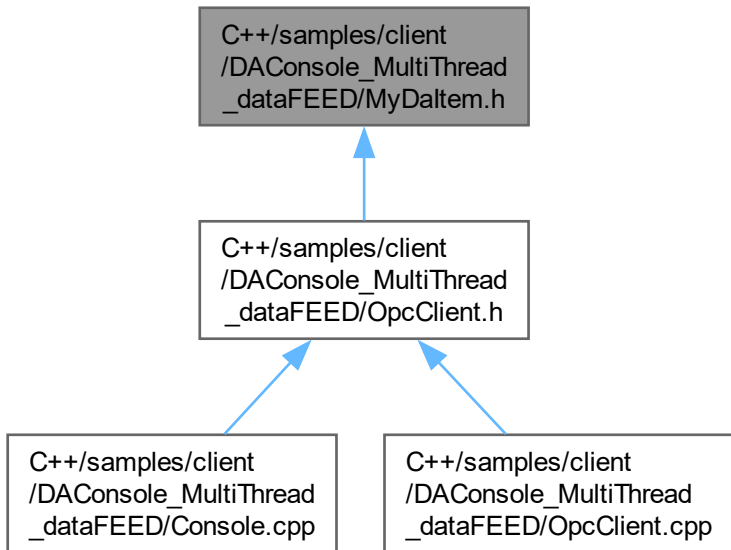 C++/samples/client
/DAConsole_MultiThread
_dataFEED/MyDaItem.h
C++/samples/client
/DAConsole_MultiThread
_dataFEED/OpcClient.h
C++/samples/client
/DAConsole_MultiThread
_dataFEED/Console.cpp
C++/samples/client
/DAConsole_MultiThread
_dataFEED/OpcClient.cpp